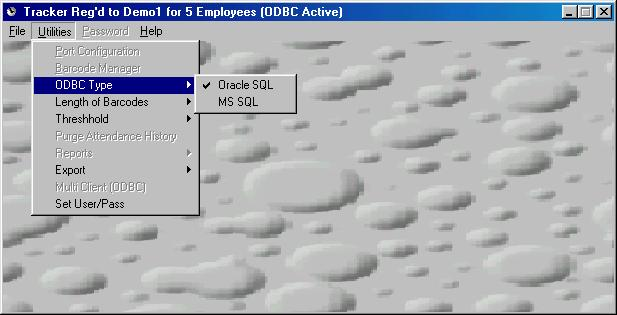 Tracker Reg'd to Demo1 for 5 Employees (ODBC Active)
File Utilities Password Help
Port Configuration
Barcode Manager
ODBC Type
Oracle SQL
Length of Barcodes
MS SQL
Threshhold
Purge Attendance History
Reports
Export
Multi Client (ODBC)
Set User/Pass